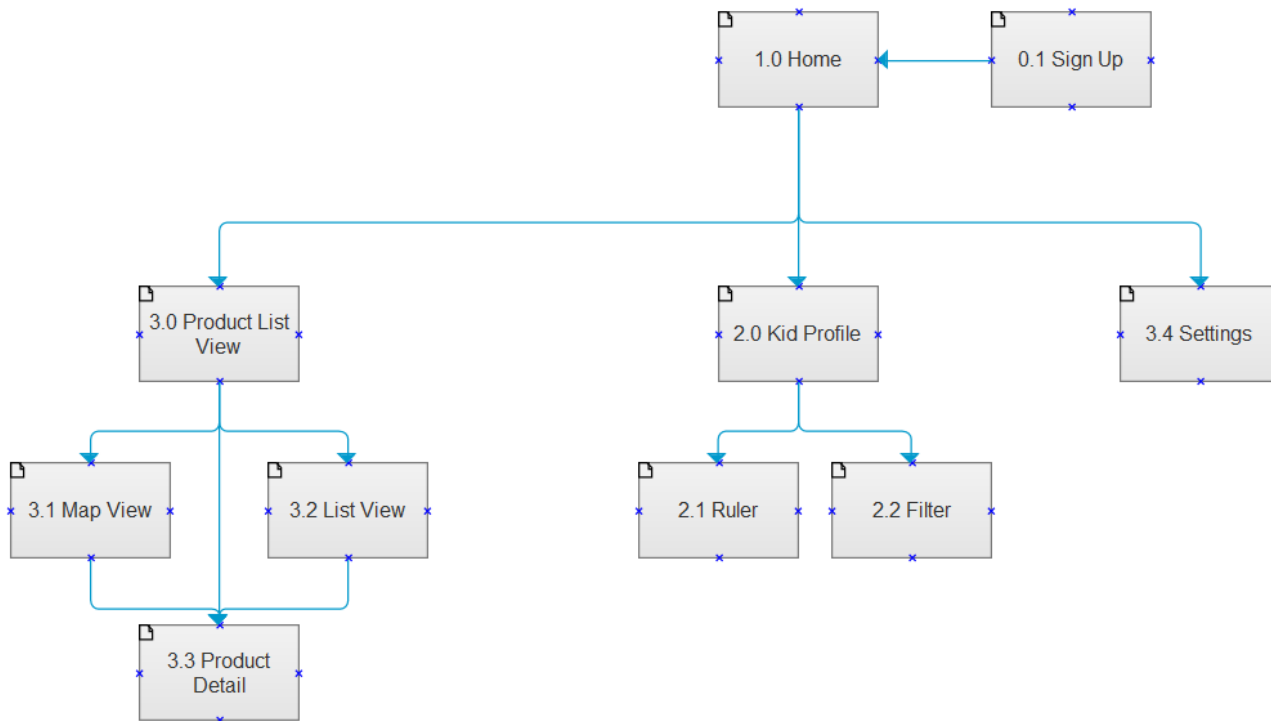 1.0 Home
0.1 Sign Up
3.0 Product List
View
2.0 Kid Profile
3.4 Settings
3.1 Map View
3.2 List View
2.1 Ruler
2.2 Filter
3.3 Product
Detail